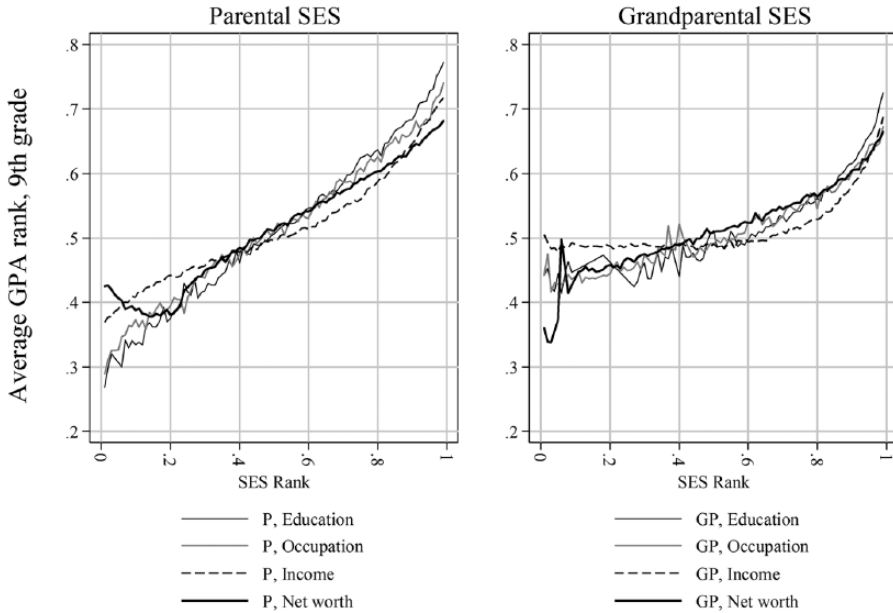 Parental SES
Grandparental SES
Average GPA rank, 9th grade
.8
.7
.6
.5
.4
.3
.2
0
.2
.4
.6
.8
1
SES Rank
P, Education
P, Occupation
P, Income
P, Net worth
.8
.7
.6
.5
.4
.3
.2
0
.2
.4
.6
.8
1
SES Rank
GP, Education
GP, Occupation
GP, Income
GP, Net worth